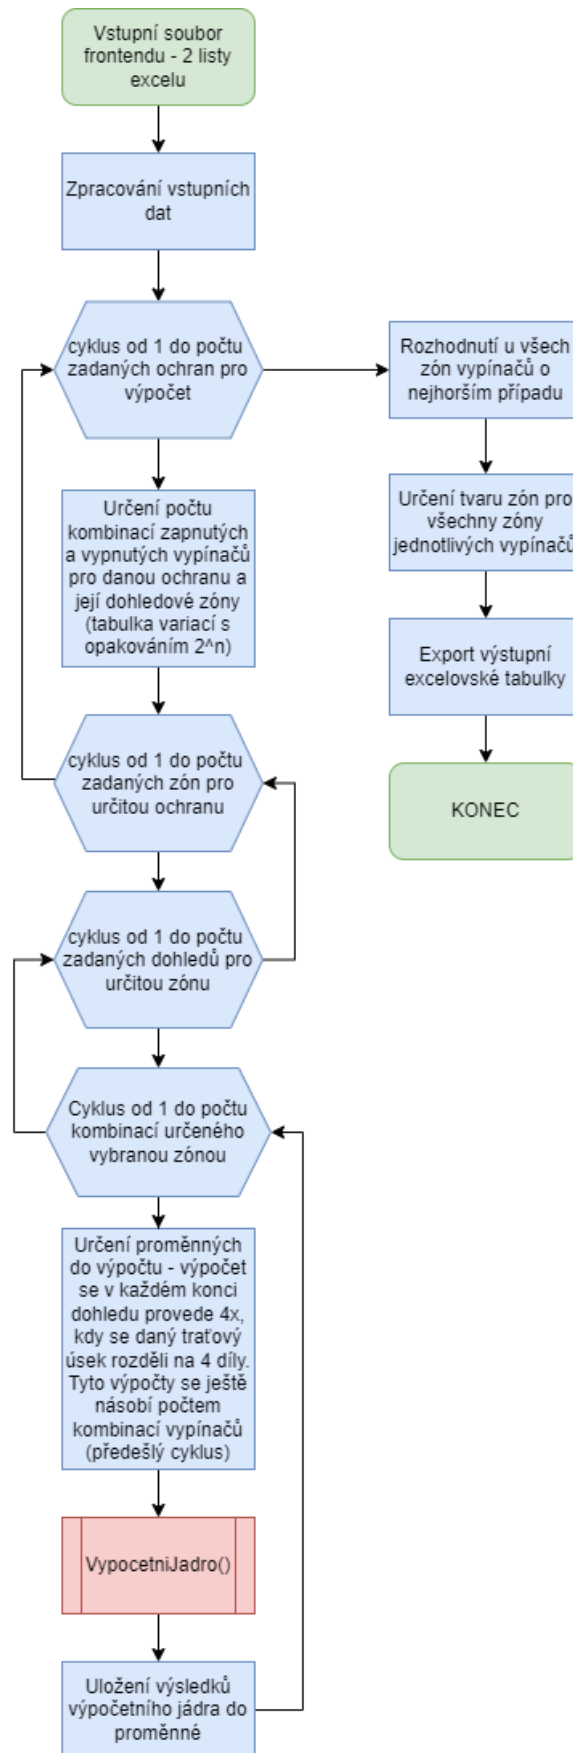 Vstupní soubor
frontendu - 2 listy
excelu
Zpracování vstupních
dat
cyklus od 1 do počtu
zadaných ochran pro
výpočet
Určení počtu
kombinací zapnutých
a vypnutých vypínačů
pro danou ochranu a
její dohledové zóny
(tabulka variací s
opakováním 2^n)
cyklus od 1 do počtu
zadaných zón pro
určitou ochranu
cyklus od 1 do počtu
zadaných dohledů pro
určitou zónu
Cyklus od 1 do počtu
kombinací určeného
vybranou zónou
Určení proměnných
do výpočtu - výpočet
se v každém konci
dohledu provede 4x,
kdy se daný traťový
úsek rozděli na 4 díly.
Tyto výpočty se ještě
násobí počtem
kombinací vypínačů
(předešlý cyklus)
VypocetniJadro()
Uložení výsledků
výpočetního jádra do
proměnné
Rozhodnutí u všech
zón vypínačů o
nejhorším případu
Určení tvaru zón pro
všechny zóny
jednotlivých vypínačů
Export výstupní
excelovské tabulky
KONEC